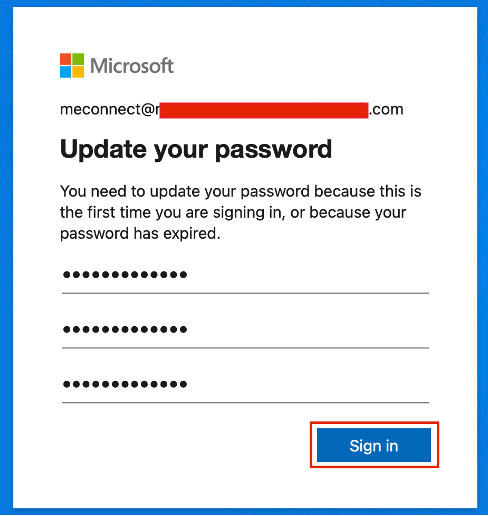 Microsoft
meconnect@r .com
Update your password
You need to update your password because this is
the first time you are signing in, or because your
password has expired.
•••••••••••••
•••••••••••••
•••••••••••••
Sign in